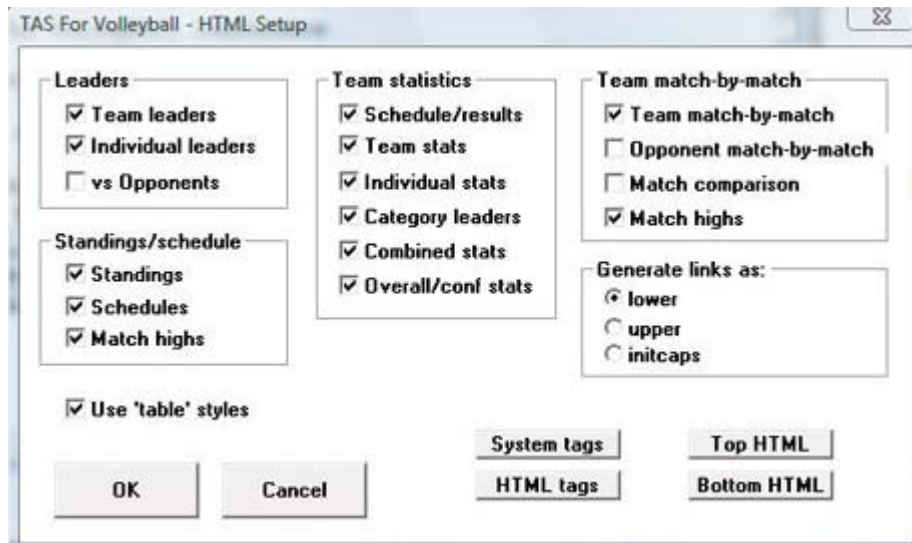 TAS For Volleyball - HTML Setup
Leaders
Team leaders
Individual leaders
vs Opponents
Standings/schedule
Standings
Schedules
Match highs
Use 'table' styles
Team statistics
Schedule/results
Team stats
Individual stats
Category leaders
Combined stats
Overall/conf stats
Team match-by-match
Team match-by-match
Opponent match-by-match
Match comparison
Match highs
Generate links as:
lower
upper
initcaps
OK
Cancel
System tags
Top HTML
HTML tags
Bottom HTML